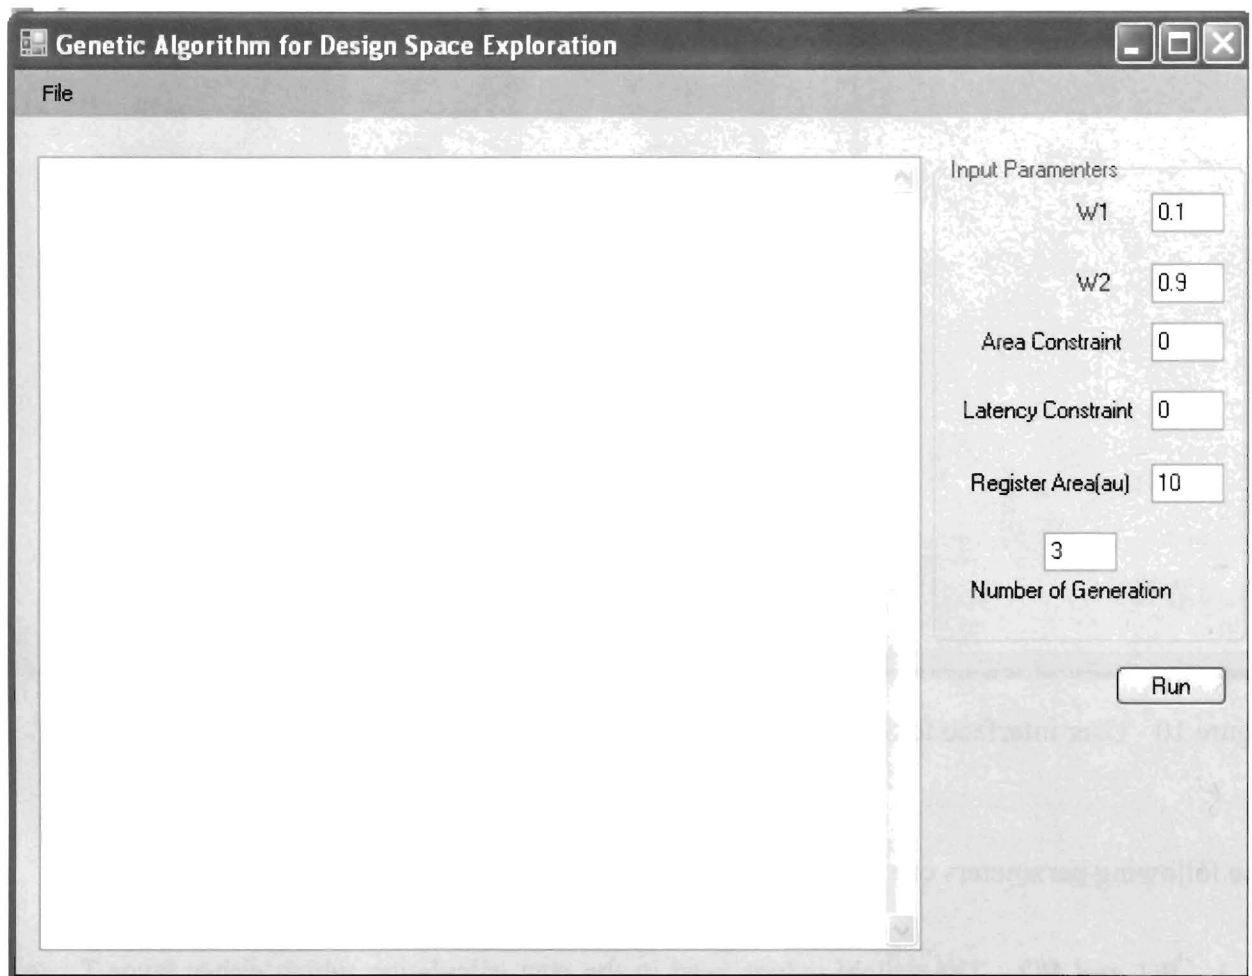 Genetic Algorithm for Design Space Exploration
File
Input Paramenters
W1 0.1
W2 0.9
Area Constraint 0
Latency Constraint 0
Register Area(au) 10
3
Number of Generation
Run